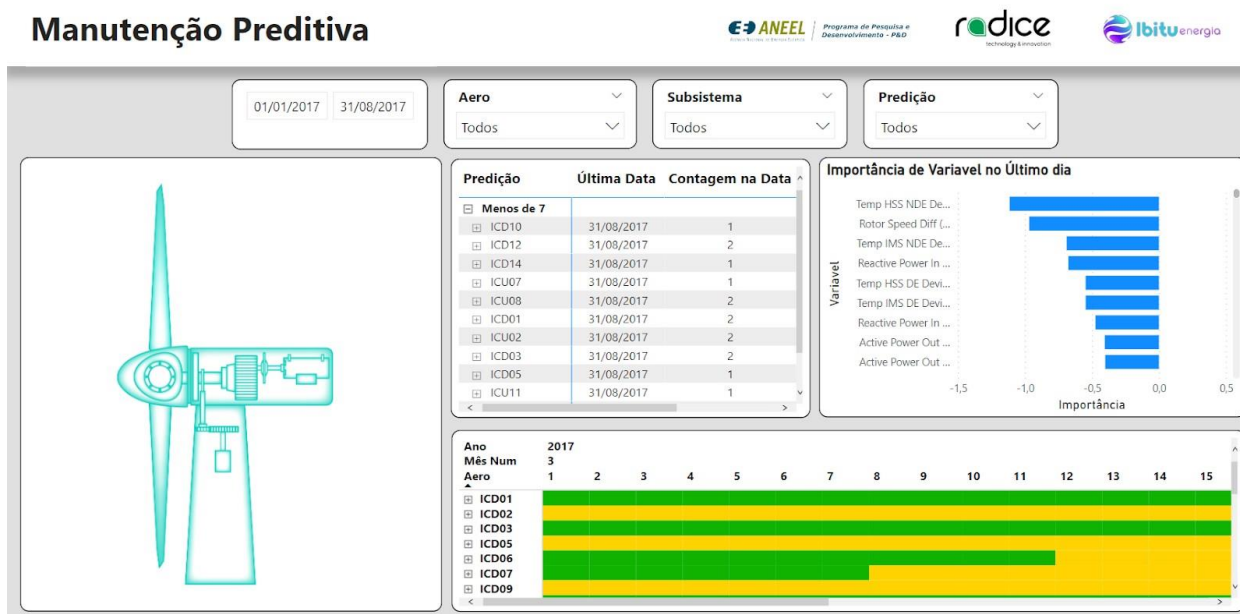 Manutenção Preditiva
ANEEL
Programa de Pesquisa e
Desenvolvimento - P&D
radice
technology & innovation
Ibitu energia
01/01/2017 31/08/2017
Aero
Todos
Subsistema
Todos
Predição
Todos
Predição Última Data Contagem na Data
Menos de 7
ICD10 31/08/2017 1
ICD12 31/08/2017 2
ICD14 31/08/2017 1
ICU07 31/08/2017 1
ICU08 31/08/2017 2
ICD01 31/08/2017 2
ICU02 31/08/2017 2
ICD03 31/08/2017 2
ICD05 31/08/2017 1
ICU11 31/08/2017 1
Importância de Variavel no Último dia
Variavel
Temp HSS NDE De...
Rotor Speed Diff (...
Temp IMS NDE De...
Reactive Power In ...
Temp HSS DE Devi...
Temp IMS DE Devi...
Reactive Power In ...
Active Power Out ...
Active Power Out ...
-1,5 -1,0 -0,5 0,0 0,5
Importância
Ano 2017
Mês Num 3
Aero 1 2 3 4 5 6 7 8 9 10 11 12 13 14 15
ICD01
ICD02
ICD03
ICD05
ICD06
ICD07
ICD09